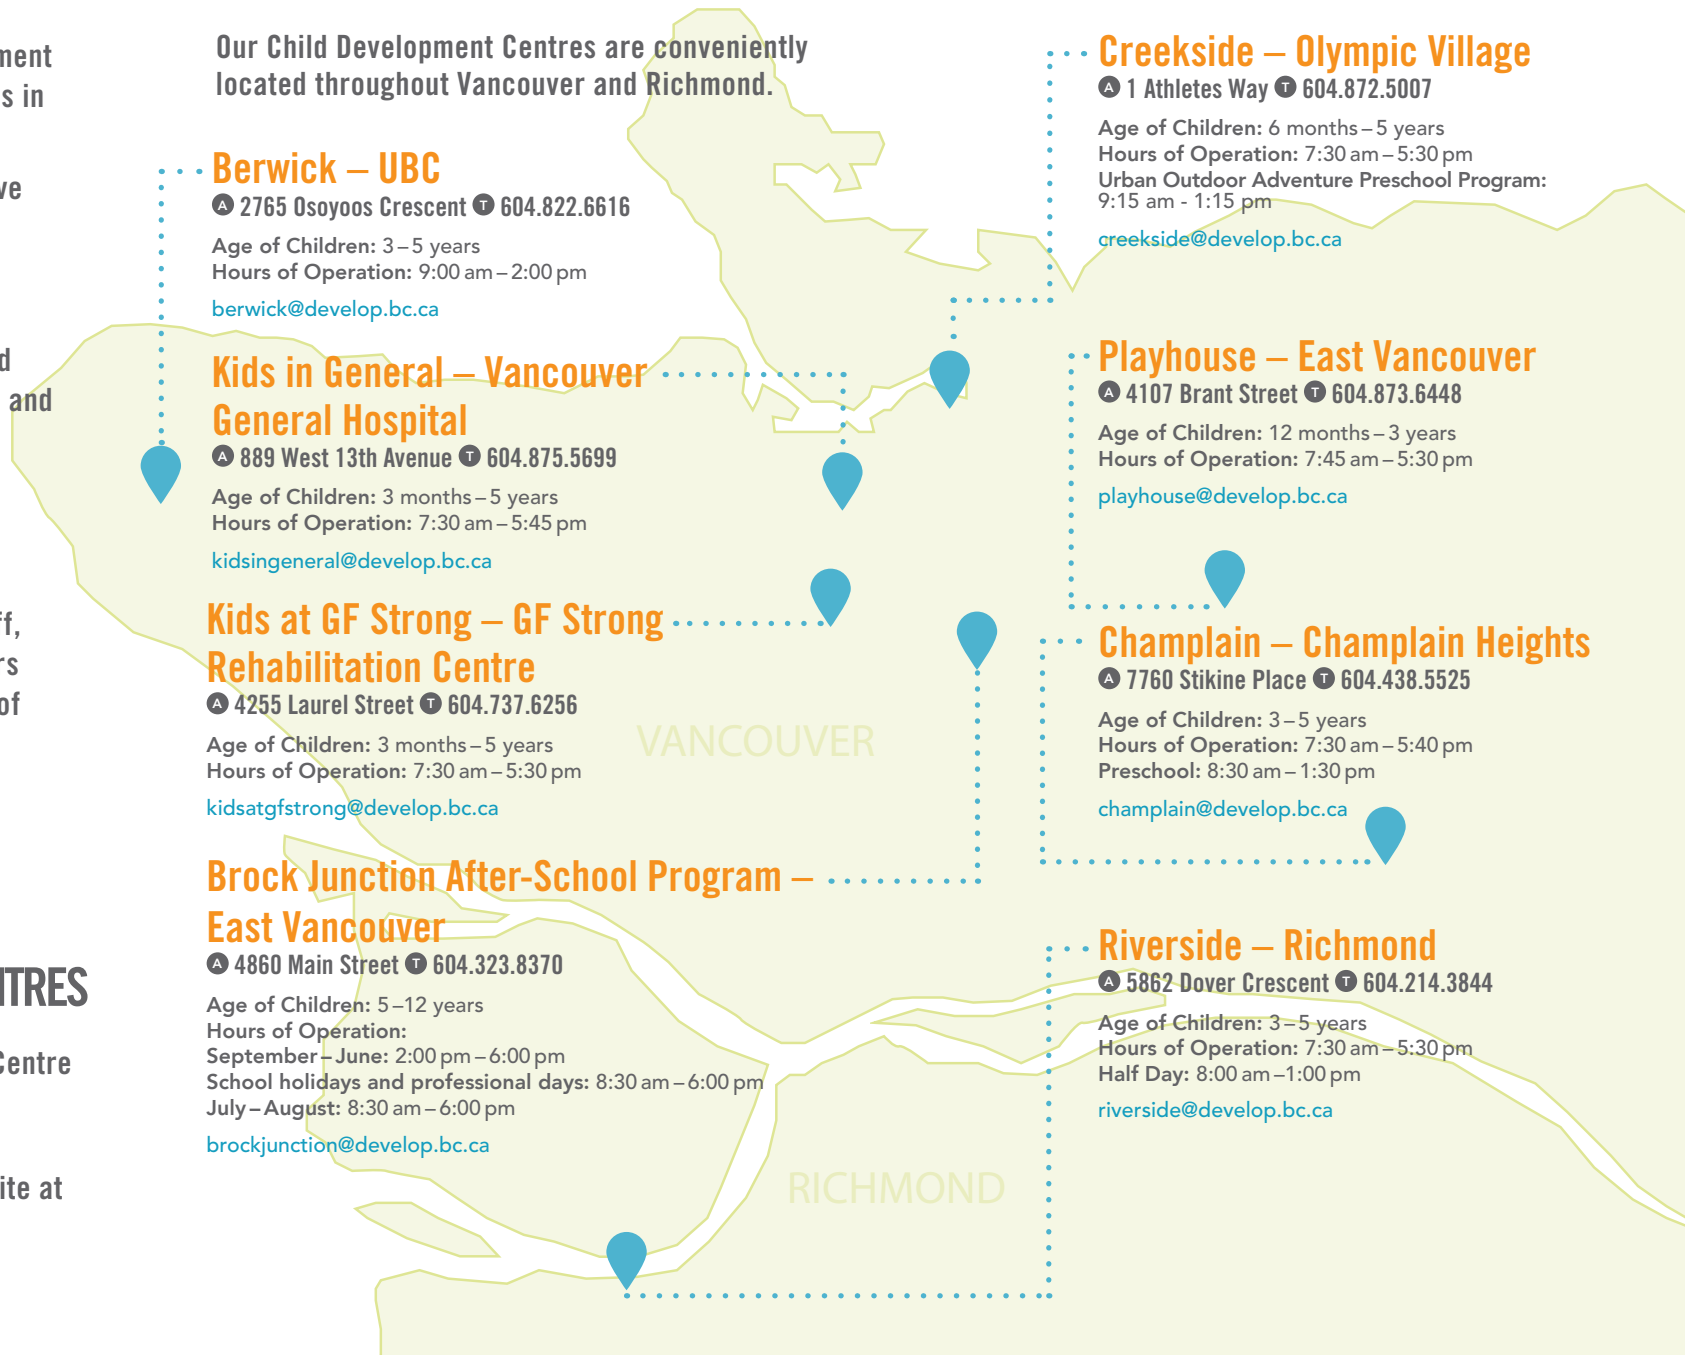 ment
s in
ve
d
and
ff,
rs
of
NTRES
Centre
ite at
Our Child Development Centres are conveniently
located throughout Vancouver and Richmond.
Berwick – UBC
A 2765 Osoyoos Crescent T 604.822.6616
Age of Children: 3–5 years
Hours of Operation: 9:00 am–2:00 pm
berwick@develop.bc.ca
Kids in General – Vancouver
General Hospital
A 889 West 13th Avenue T 604.875.5699
Age of Children: 3 months–5 years
Hours of Operation: 7:30 am–5:45 pm
kidsingeneral@develop.bc.ca
Kids at GF Strong – GF Strong
Rehabilitation Centre
A 4255 Laurel Street T 604.737.6256
Age of Children: 3 months–5 years
Hours of Operation: 7:30 am–5:30 pm
kidsatgfstrong@develop.bc.ca
Brock Junction After-School Program –
East Vancouver
A 4860 Main Street T 604.323.8370
Age of Children: 5–12 years
Hours of Operation:
September–June: 2:00 pm–6:00 pm
School holidays and professional days: 8:30 am–6:00 pm
July–August: 8:30 am–6:00 pm
brockjunction@develop.bc.ca
VANCOUVER
RICHMOND
Creekside – Olympic Village
A 1 Athletes Way T 604.872.5007
Age of Children: 6 months–5 years
Hours of Operation: 7:30 am–5:30 pm
Urban Outdoor Adventure Preschool Program:
9:15 am - 1:15 pm
creekside@develop.bc.ca
Playhouse – East Vancouver
A 4107 Brant Street T 604.873.6448
Age of Children: 12 months–3 years
Hours of Operation: 7:45 am–5:30 pm
playhouse@develop.bc.ca
Champlain – Champlain Heights
A 7760 Stikine Place T 604.438.5525
Age of Children: 3–5 years
Hours of Operation: 7:30 am–5:40 pm
Preschool: 8:30 am–1:30 pm
champlain@develop.bc.ca
Riverside – Richmond
A 5862 Dover Crescent T 604.214.3844
Age of Children: 3–5 years
Hours of Operation: 7:30 am–5:30 pm
Half Day: 8:00 am–1:00 pm
riverside@develop.bc.ca